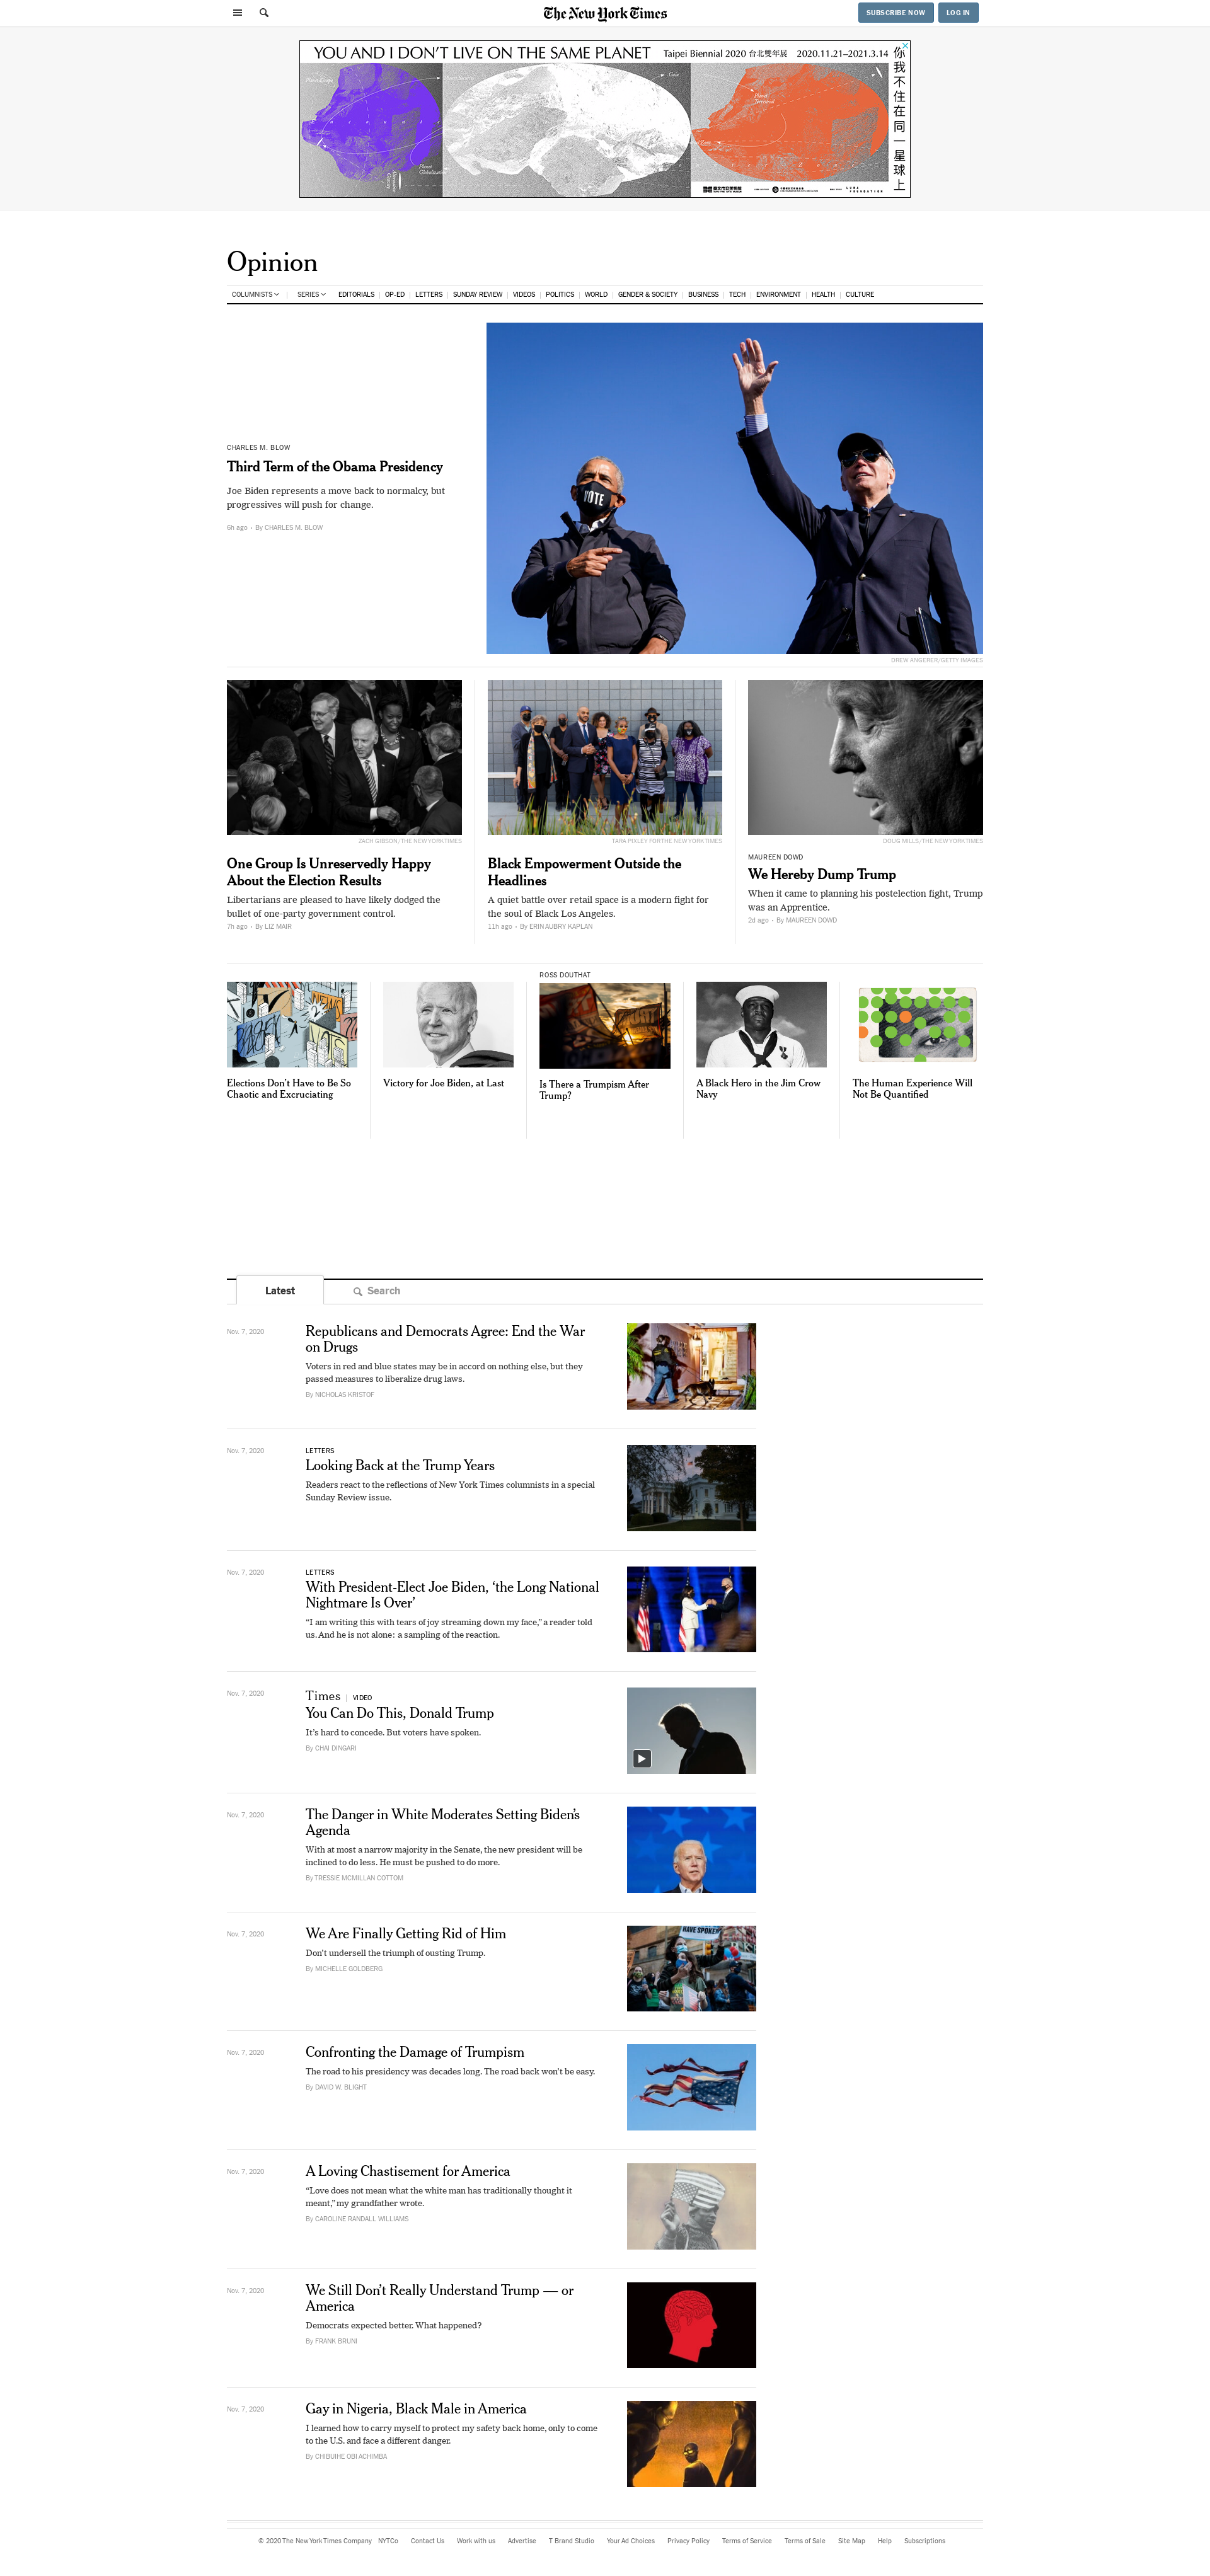 The New York Times
SUBSCRIBE NOW
LOG IN
YOU AND I DON'T LIVE ON THE SAME PLANET
Taipei Biennial 2020 台北雙年展
2020.11.21–2021.3.14
你我不住在同一星球上
Opinion
COLUMNISTS SERIES EDITORIALS OP-ED LETTERS SUNDAY REVIEW VIDEOS POLITICS WORLD GENDER & SOCIETY BUSINESS TECH ENVIRONMENT HEALTH CULTURE
CHARLES M. BLOW
Third Term of the Obama Presidency
Joe Biden represents a move back to normalcy, but
progressives will push for change.
6h ago · By CHARLES M. BLOW
VOTE
DREW ANGERER/GETTY IMAGES
ZACH GIBSON/THE NEW YORK TIMES
One Group Is Unreservedly Happy
About the Election Results
Libertarians are pleased to have likely dodged the
bullet of one-party government control.
7h ago · By LIZ MAIR
TARA PIXLEY FOR THE NEW YORK TIMES
Black Empowerment Outside the
Headlines
A quiet battle over retail space is a modern fight for
the soul of Black Los Angeles.
11h ago · By ERIN AUBRY KAPLAN
DOUG MILLS/THE NEW YORK TIMES
MAUREEN DOWD
We Hereby Dump Trump
When it came to planning his postelection fight, Trump
was an Apprentice.
2d ago · By MAUREEN DOWD
Elections Don't Have to Be So
Chaotic and Excruciating
Victory for Joe Biden, at Last
ROSS DOUTHAT
Is There a Trumpism After
Trump?
A Black Hero in the Jim Crow
Navy
The Human Experience Will
Not Be Quantified
Latest
Search
Nov. 7, 2020
Republicans and Democrats Agree: End the War
on Drugs
Voters in red and blue states may be in accord on nothing else, but they
passed measures to liberalize drug laws.
By NICHOLAS KRISTOF
Nov. 7, 2020
LETTERS
Looking Back at the Trump Years
Readers react to the reflections of New York Times columnists in a special
Sunday Review issue.
Nov. 7, 2020
LETTERS
With President-Elect Joe Biden, ‘the Long National
Nightmare Is Over’
“I am writing this with tears of joy streaming down my face,” a reader told
us. And he is not alone: a sampling of the reaction.
Nov. 7, 2020
Times | VIDEO
You Can Do This, Donald Trump
It’s hard to concede. But voters have spoken.
By CHAI DINGARI
Nov. 7, 2020
The Danger in White Moderates Setting Biden’s
Agenda
With at most a narrow majority in the Senate, the new president will be
inclined to do less. He must be pushed to do more.
By TRESSIE MCMILLAN COTTOM
Nov. 7, 2020
We Are Finally Getting Rid of Him
Don’t undersell the triumph of ousting Trump.
By MICHELLE GOLDBERG
HAVE SPOKEN
Nov. 7, 2020
Confronting the Damage of Trumpism
The road to his presidency was decades long. The road back won’t be easy.
By DAVID W. BLIGHT
Nov. 7, 2020
A Loving Chastisement for America
“Love does not mean what the white man has traditionally thought it
meant,” my grandfather wrote.
By CAROLINE RANDALL WILLIAMS
Nov. 7, 2020
We Still Don’t Really Understand Trump — or
America
Democrats expected better. What happened?
By FRANK BRUNI
Nov. 7, 2020
Gay in Nigeria, Black Male in America
I learned how to carry myself to protect my safety back home, only to come
to the U.S. and face a different danger.
By CHIBUIHE OBI ACHIMBA
© 2020 The New York Times Company NYTCo Contact Us Work with us Advertise T Brand Studio Your Ad Choices Privacy Policy Terms of Service Terms of Sale Site Map Help Subscriptions